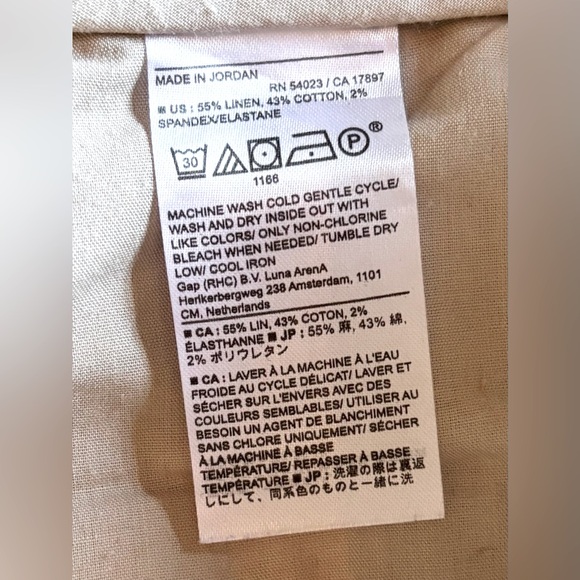 MADE IN JORDAN
RN 54023 / CA 17897
■ US : 55% LINEN, 43% COTTON, 2%
SPANDEX/ELASTANE
30
P®
1166
MACHINE WASH COLD GENTLE CYCLE/
WASH AND DRY INSIDE OUT WITH
LIKE COLORS/ ONLY NON-CHLORINE
BLEACH WHEN NEEDED/ TUMBLE DRY
LOW/ COOL IRON
Gap (RHC) B.V. Luna ArenA
Herikerbergweg 238 Amsterdam, 1101
CM, Netherlands
■ CA : 55% LIN, 43% COTON, 2%
ÉLASTHANNE ■ JP : 55% 麻, 43% 綿,
2% ポリウレタン
■ CA : LAVER À LA MACHINE À L'EAU
FROIDE AU CYCLE DÉLICAT/ LAVER ET
SÉCHER SUR L'ENVERS AVEC DES
COULEURS SEMBLABLES/ UTILISER AU
BESOIN UN AGENT DE BLANCHIMENT
SANS CHLORE UNIQUEMENT/ SÉCHER
À LA MACHINE À BASSE
TEMPÉRATURE/ REPASSER À BASSE
TEMPÉRATURE ■ JP : 洗濯の際は裏返
しにして、同系色のものと一緒に洗